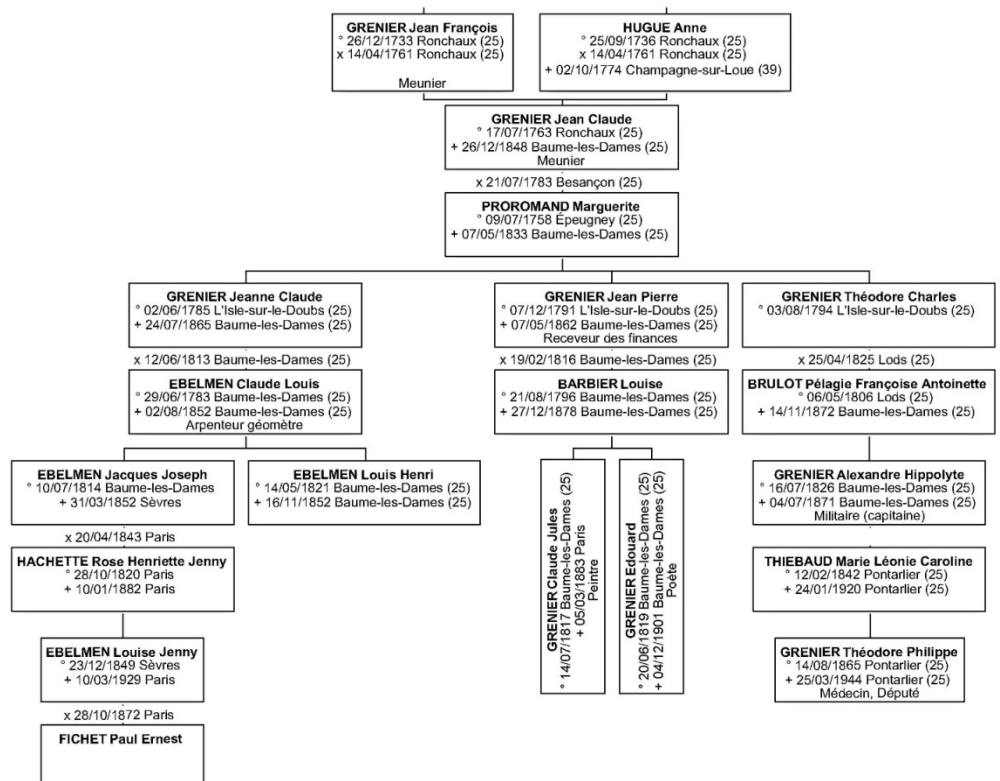 GRENIER Jean François
° 26/12/1733 Ronchaux (25)
x 14/04/1761 Ronchaux (25)
Meunier
HUGUE Anne
° 25/09/1736 Ronchaux (25)
x 14/04/1761 Ronchaux (25)
+ 02/10/1774 Champagne-sur-Loue (39)
GRENIER Jean Claude
° 17/07/1763 Ronchaux (25)
+ 26/12/1848 Baume-les-Dames (25)
Meunier
x 21/07/1783 Besançon (25)
PROROMAND Marguerite
° 09/07/1758 Épeugney (25)
+ 07/05/1833 Baume-les-Dames (25)
GRENIER Jeanne Claude
° 02/06/1785 L'Isle-sur-le-Doubs (25)
+ 24/07/1865 Baume-les-Dames (25)
x 12/06/1813 Baume-les-Dames (25)
EBELMEN Claude Louis
° 29/06/1783 Baume-les-Dames (25)
+ 02/08/1852 Baume-les-Dames (25)
Arpenteur géomètre
EBELMEN Jacques Joseph
° 10/07/1814 Baume-les-Dames
+ 31/03/1852 Sèvres
x 20/04/1843 Paris
HACHETTE Rose Henriette Jenny
° 28/10/1820 Paris
+ 10/01/1882 Paris
EBELMEN Louise Jenny
° 23/12/1849 Sèvres
+ 10/03/1929 Paris
x 28/10/1872 Paris
FICHET Paul Ernest
EBELMEN Louis Henri
° 14/05/1821 Baume-les-Dames (25)
+ 16/11/1852 Baume-les-Dames (25)
GRENIER Jean Pierre
° 07/12/1791 L'Isle-sur-le-Doubs (25)
+ 07/05/1862 Baume-les-Dames (25)
Receveur des finances
x 19/02/1816 Baume-les-Dames (25)
BARBIER Louise
° 21/08/1796 Baume-les-Dames (25)
+ 27/12/1878 Baume-les-Dames (25)
GRENIER Claude Jules
° 14/07/1817 Baume-les-Dames (25)
+ 05/03/1883 Paris
Peintre
GRENIER Edouard
° 20/06/1819 Baume-les-Dames (25)
+ 04/12/1901 Baume-les-Dames (25)
Poète
GRENIER Théodore Charles
° 03/08/1794 L'Isle-sur-le-Doubs (25)
x 25/04/1825 Lods (25)
BRULOT Pélagie Françoise Antoinette
° 06/05/1806 Lods (25)
+ 14/11/1872 Baume-les-Dames (25)
GRENIER Alexandre Hippolyte
° 16/07/1826 Baume-les-Dames (25)
+ 04/07/1871 Baume-les-Dames (25)
Militaire (capitaine)
THIEBAUD Marie Léonie Caroline
° 12/02/1842 Pontarlier (25)
+ 24/01/1920 Pontarlier (25)
GRENIER Théodore Philippe
° 14/08/1865 Pontarlier (25)
+ 25/03/1944 Pontarlier (25)
Médecin, Député